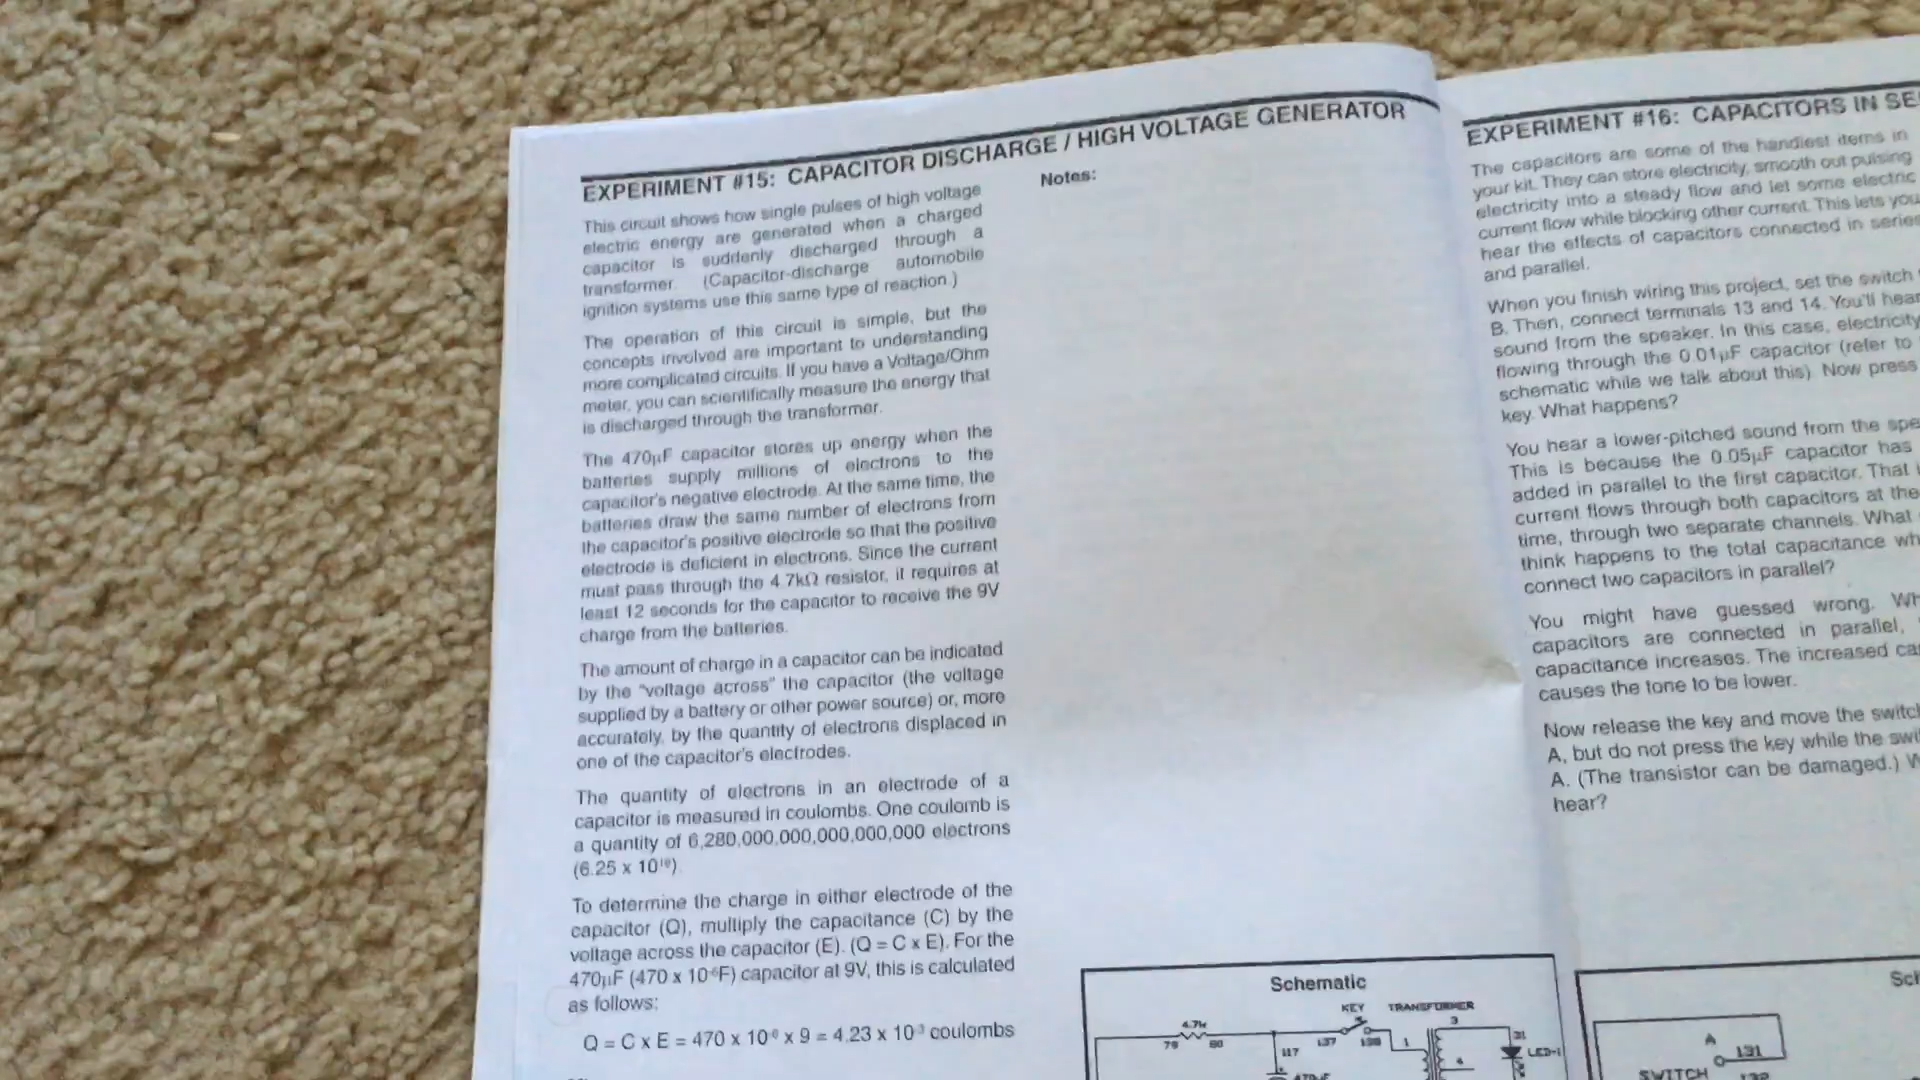 EXPERIMENT #15: CAPACITOR DISCHARGE / HIGH VOLTAGE GENERATOR
This circuit shows how single pulses of high voltage
electric energy are generated when a charged
capacitor is suddenly discharged through a
transformer. (Capacitor-discharge automobile
ignition systems use this same type of reaction.)
The operation of this circuit is simple, but the
concepts involved are important to understanding
more complicated circuits. If you have a Voltage/Ohm
meter, you can scientifically measure the energy that
is discharged through the transformer.
The 470µF capacitor stores up energy when the
batteries supply millions of electrons to the
capacitor's negative electrode. At the same time, the
batteries draw the same number of electrons from
the capacitor's positive electrode so that the positive
electrode is deficient in electrons. Since the current
must pass through the 4.7kΩ resistor, it requires at
least 12 seconds for the capacitor to receive the 9V
charge from the batteries.
The amount of charge in a capacitor can be indicated
by the "voltage across" the capacitor (the voltage
supplied by a battery or other power source) or, more
accurately, by the quantity of electrons displaced in
one of the capacitor's electrodes.
The quantity of electrons in an electrode of a
capacitor is measured in coulombs. One coulomb is
a quantity of 6,280,000,000,000,000,000 electrons
(6.25 x 10¹⁸).
To determine the charge in either electrode of the
capacitor (Q), multiply the capacitance (C) by the
voltage across the capacitor (E). (Q = C x E). For the
470µF (470 x 10⁻⁶F) capacitor at 9V, this is calculated
as follows:
Q = C x E = 470 x 10⁻⁶ x 9 = 4.23 x 10⁻³ coulombs
Notes:
Schematic
KEY TRANSFORMER
4.7k
79 80
117
137 138
1
3
4
31
LED-1
470µF
EXPERIMENT #16: CAPACITORS IN SE
The capacitors are some of the handiest items in
your kit. They can store electricity, smooth out pulsing
electricity into a steady flow and let some electric
current flow while blocking other current. This lets you
hear the effects of capacitors connected in series
and parallel.
When you finish wiring this project, set the switch
B. Then, connect terminals 13 and 14. You'll hear
sound from the speaker. In this case, electricity
flowing through the 0.01µF capacitor (refer to
schematic while we talk about this). Now press
key. What happens?
You hear a lower-pitched sound from the spe
This is because the 0.05µF capacitor has
added in parallel to the first capacitor. That
current flows through both capacitors at the
time, through two separate channels. What
think happens to the total capacitance wh
connect two capacitors in parallel?
You might have guessed wrong. Wh
capacitors are connected in parallel,
capacitance increases. The increased ca
causes the tone to be lower.
Now release the key and move the switch
A, but do not press the key while the swi
A. (The transistor can be damaged.) W
hear?
Sch
A
131
SWITCH
132